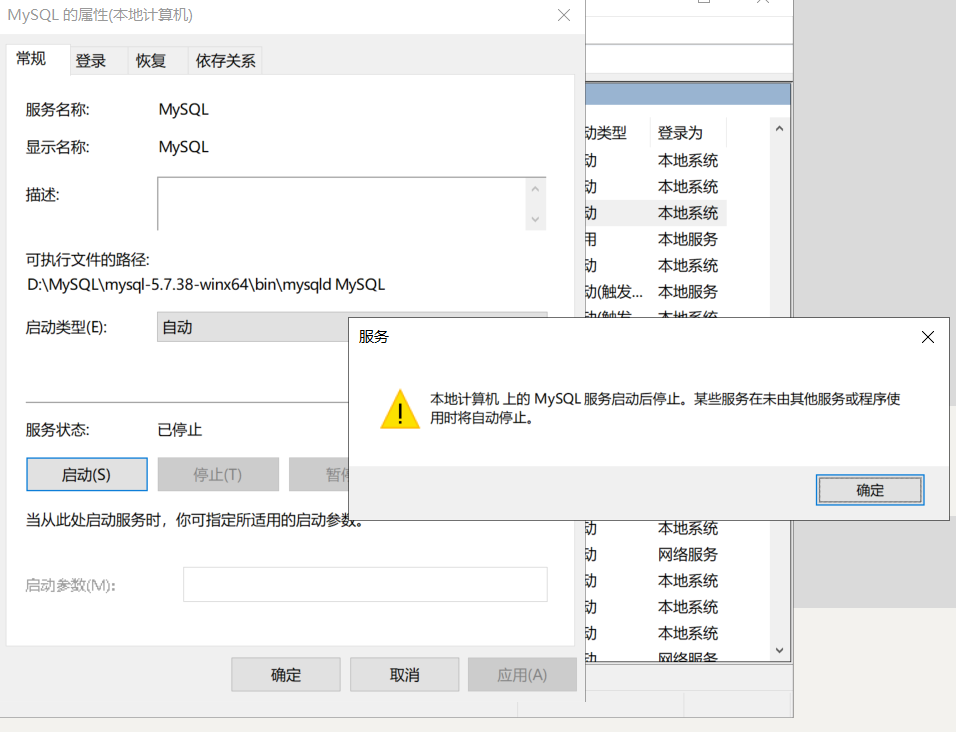 MySQL 的属性(本地计算机)
常规 登录 恢复 依存关系
服务名称: MySQL
显示名称: MySQL
描述:
可执行文件的路径:
D:\MySQL\mysql-5.7.38-winx64\bin\mysqld MySQL
启动类型(E): 自动
服务状态: 已停止
启动(S) 停止(T) 暂停
当从此处启动服务时，你可指定所适用的启动参数。
启动参数(M):
确定 取消 应用(A)
动类型 登录为
动 本地系统
动 本地系统
动 本地系统
用 本地服务
动 本地系统
动(触发... 本地服务
动(触发 本地系统
服务
本地计算机 上的 MySQL 服务启动后停止。某些服务在未由其他服务或程序使
用时将自动停止。
确定
动 本地系统
动 网络服务
动 本地系统
动 本地系统
动 本地系统
动 网络服务